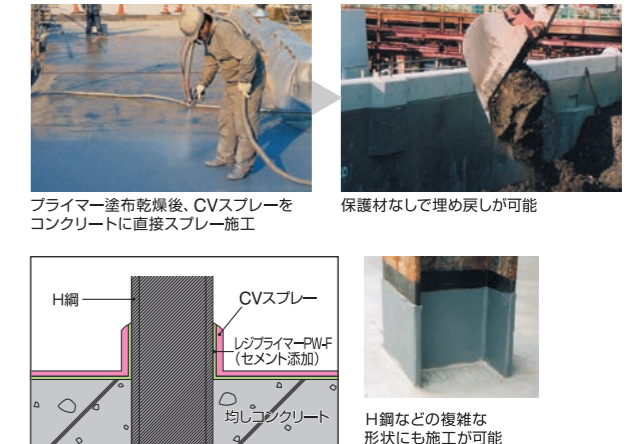 プライマー塗布乾燥後、CVスプレーを
コンクリートに直接スプレー施工
保護材なしで埋め戻しが可能
H鋼
CVスプレー
レジプライマーPW-F
（セメント添加）
均しコンクリート
H鋼などの複雑な
形状にも施工が可能